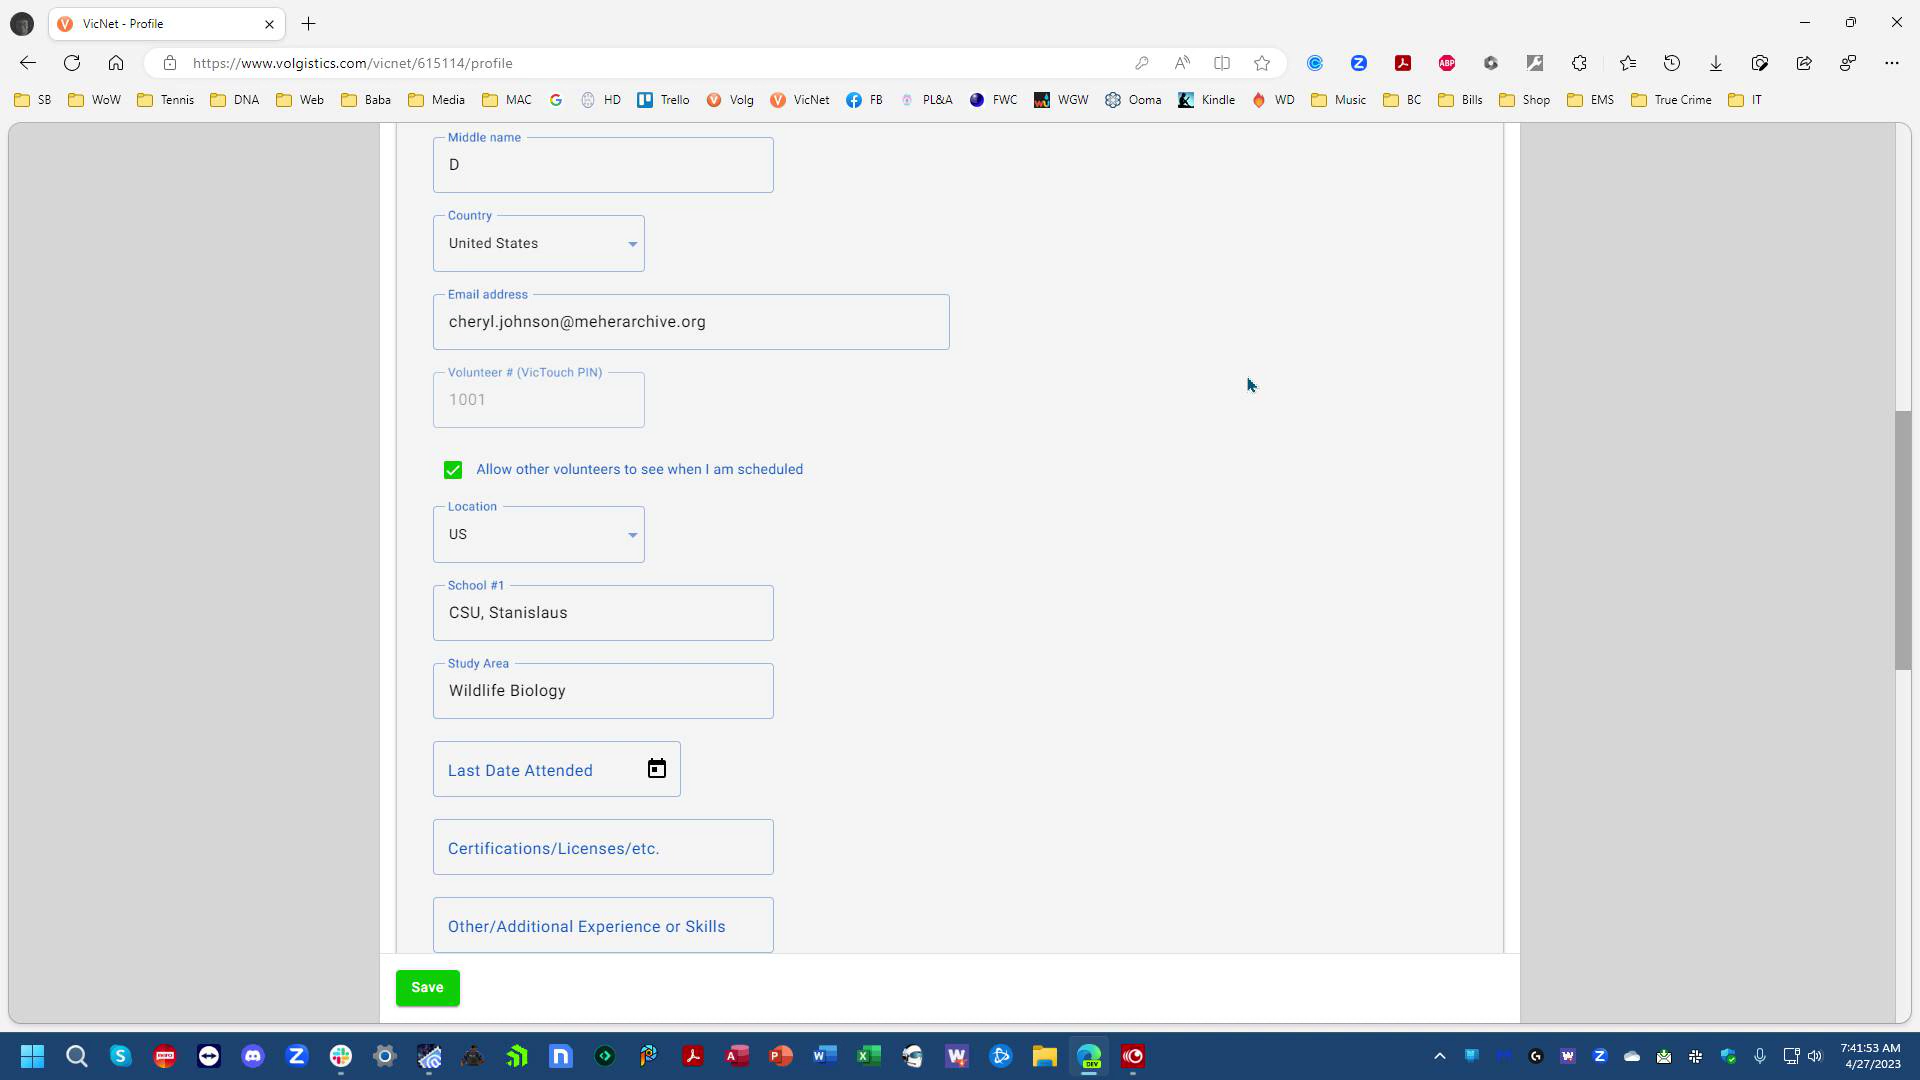 VicNet - Profile
https://www.volgistics.com/vicnet/615114/profile
SB WoW Tennis DNA Web Baba Media MAC HD Trello Volg VicNet FB PL&A FWC WGW Ooma Kindle WD Music BC Bills Shop EMS True Crime IT
Middle name
D
Country
United States
Email address
cheryl.johnson@meherarchive.org
Volunteer # (VicTouch PIN)
1001
Allow other volunteers to see when I am scheduled
Location
US
School #1
CSU, Stanislaus
Study Area
Wildlife Biology
Last Date Attended
Certifications/Licenses/etc.
Other/Additional Experience or Skills
Save
7:41:53 AM
4/27/2023